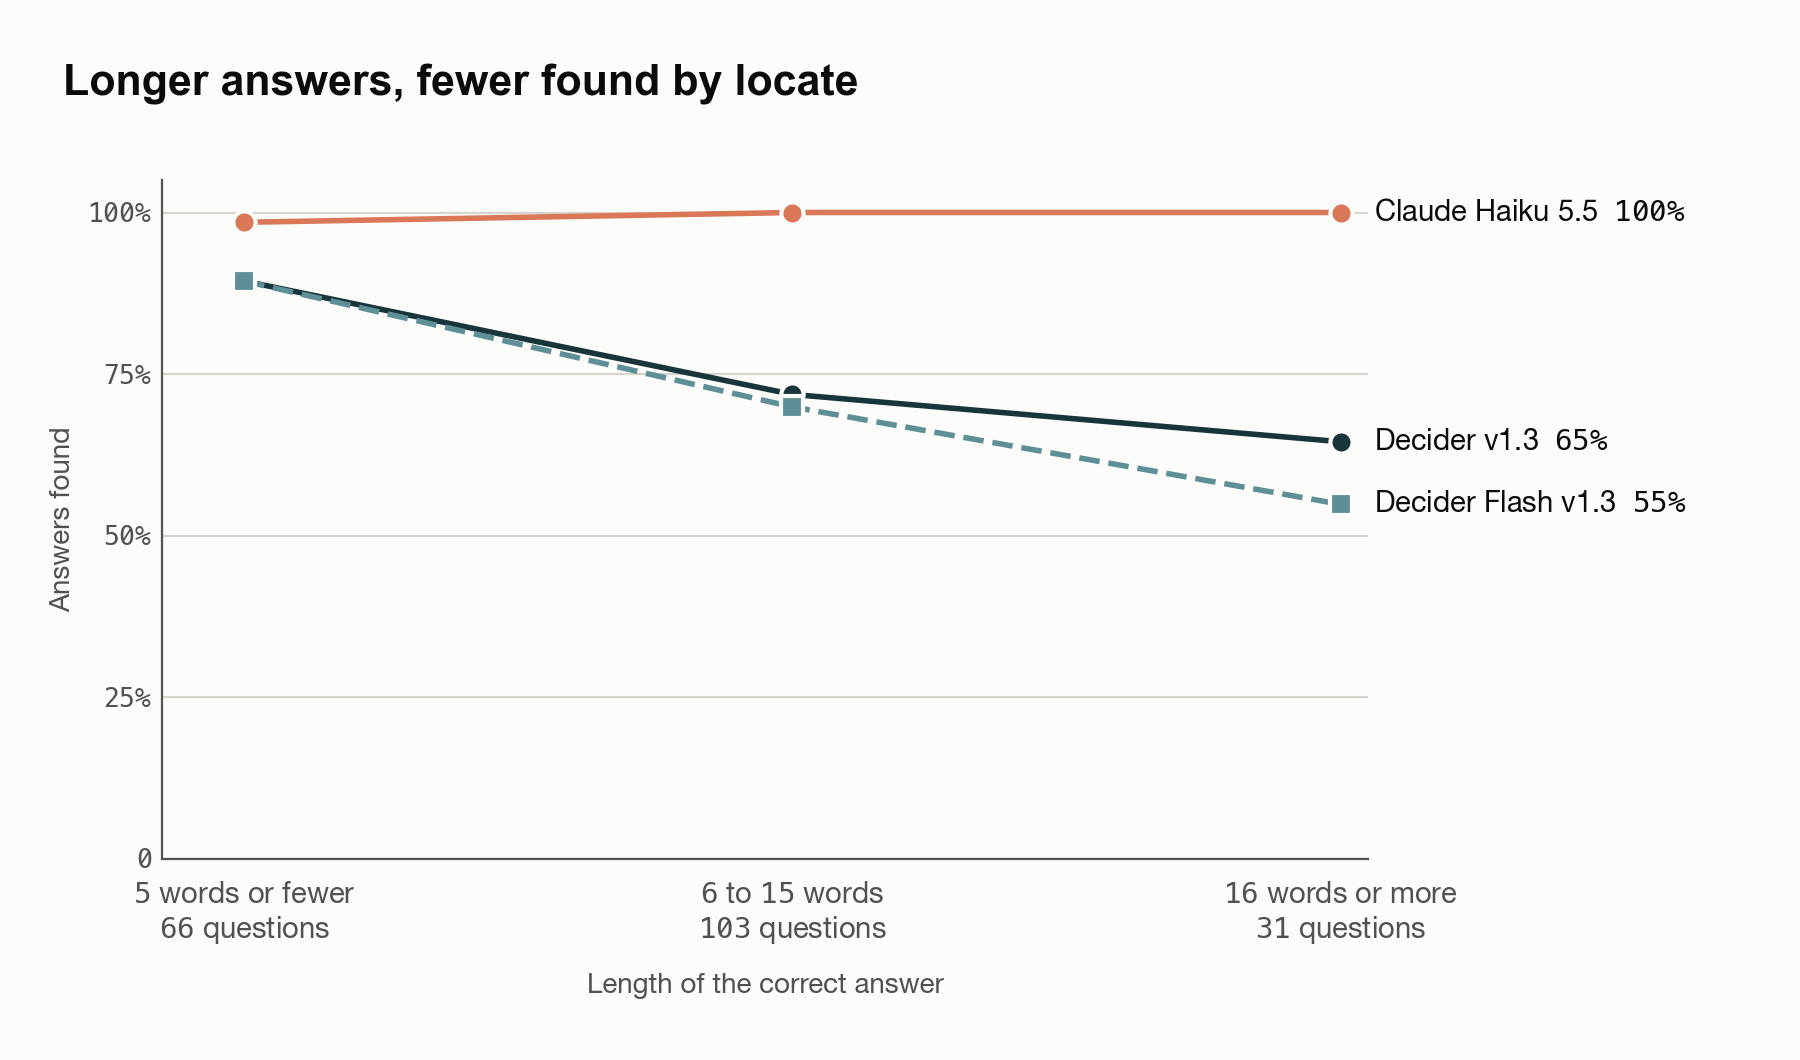 Longer answers, fewer found by locate
100%
75%
50%
25%
0
Answers found
Claude Haiku 5.5 100%
Decider v1.3 65%
Decider Flash v1.3 55%
5 words or fewer
66 questions
6 to 15 words
103 questions
16 words or more
31 questions
Length of the correct answer